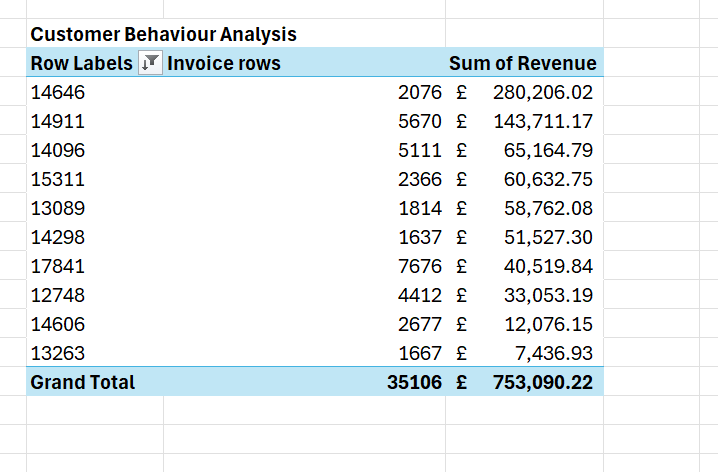 Customer Behaviour Analysis
Row Labels Invoice rows Sum of Revenue
14646 2076 £ 280,206.02
14911 5670 £ 143,711.17
14096 5111 £ 65,164.79
15311 2366 £ 60,632.75
13089 1814 £ 58,762.08
14298 1637 £ 51,527.30
17841 7676 £ 40,519.84
12748 4412 £ 33,053.19
14606 2677 £ 12,076.15
13263 1667 £ 7,436.93
Grand Total 35106 £ 753,090.22